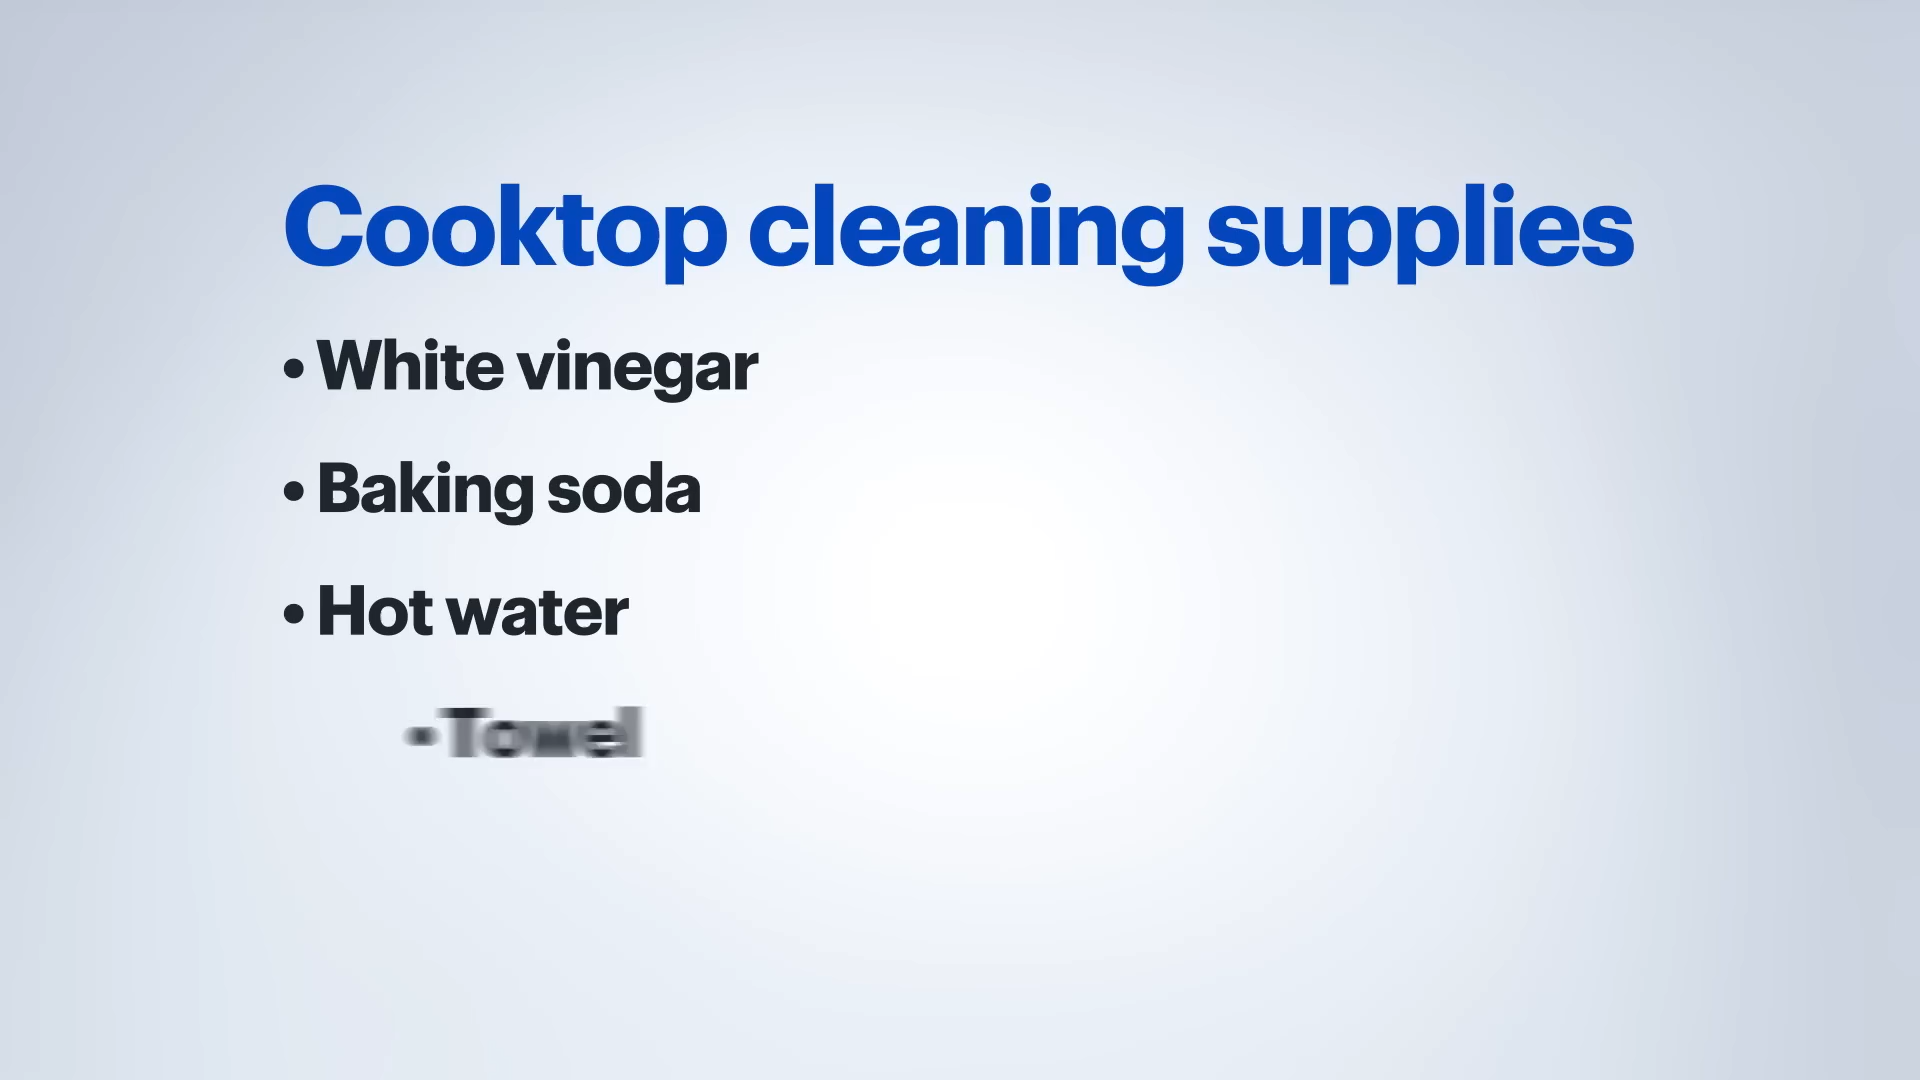 Cooktop cleaning supplies
• White vinegar
• Baking soda
• Hot water
• Towel